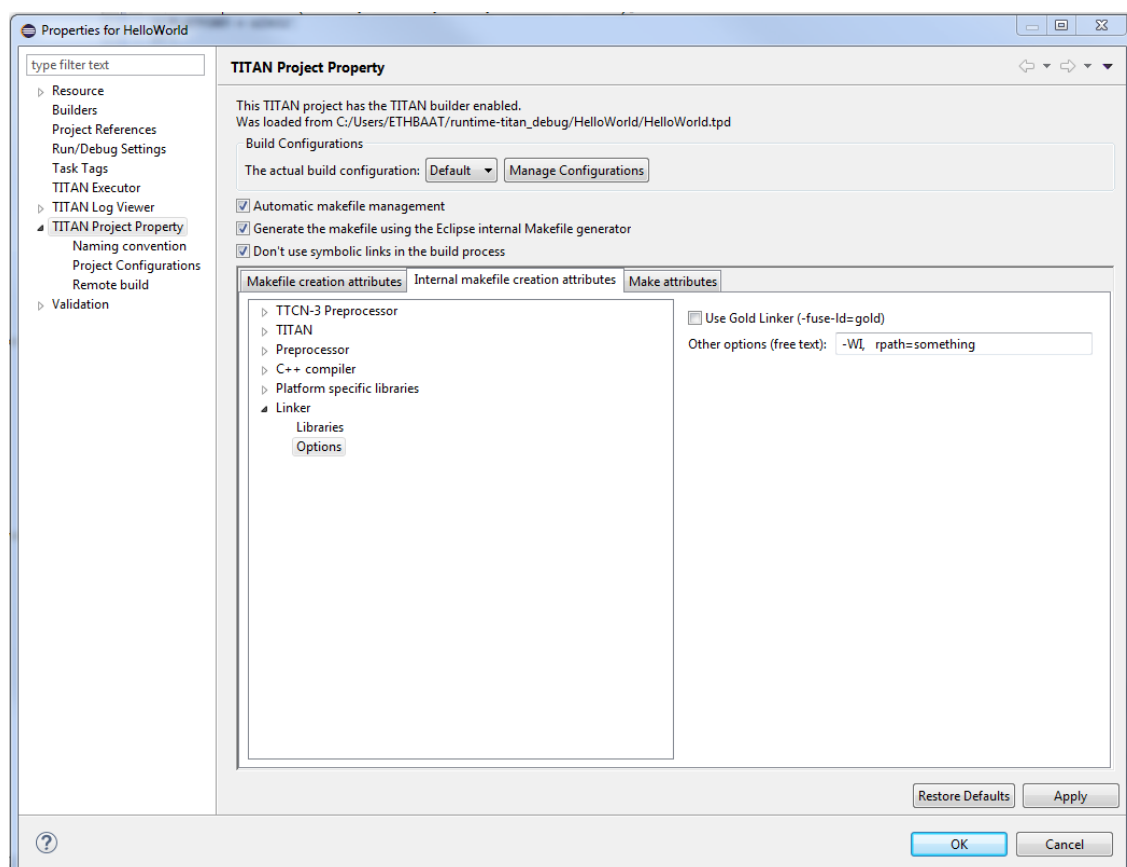 Properties for HelloWorld
type filter text
Resource
Builders
Project References
Run/Debug Settings
Task Tags
TITAN Executor
TITAN Log Viewer
TITAN Project Property
Naming convention
Project Configurations
Remote build
Validation
TITAN Project Property
This TITAN project has the TITAN builder enabled.
Was loaded from C:/Users/ETHBAAT/runtime-titan_debug/HelloWorld/HelloWorld.tpd
Build Configurations
The actual build configuration: Default Manage Configurations
Automatic makefile management
Generate the makefile using the Eclipse internal Makefile generator
Don't use symbolic links in the build process
Makefile creation attributes Internal makefile creation attributes Make attributes
TTCN-3 Preprocessor
TITAN
Preprocessor
C++ compiler
Platform specific libraries
Linker
Libraries
Options
Use Gold Linker (-fuse-ld=gold)
Other options (free text): -Wl, rpath=something
Restore Defaults Apply
OK Cancel